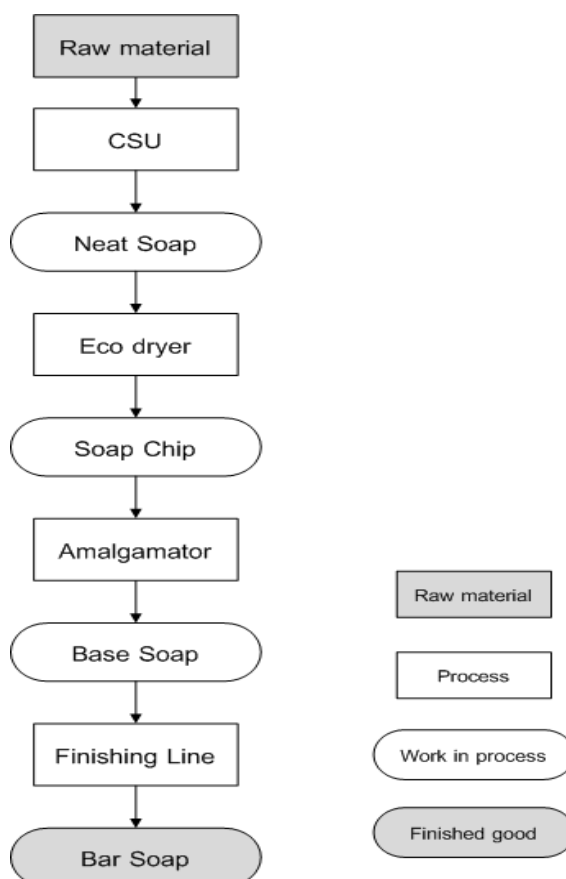 Raw material
CSU
Neat Soap
Eco dryer
Soap Chip
Amalgamator
Base Soap
Finishing Line
Bar Soap
Raw material
Process
Work in process
Finished good